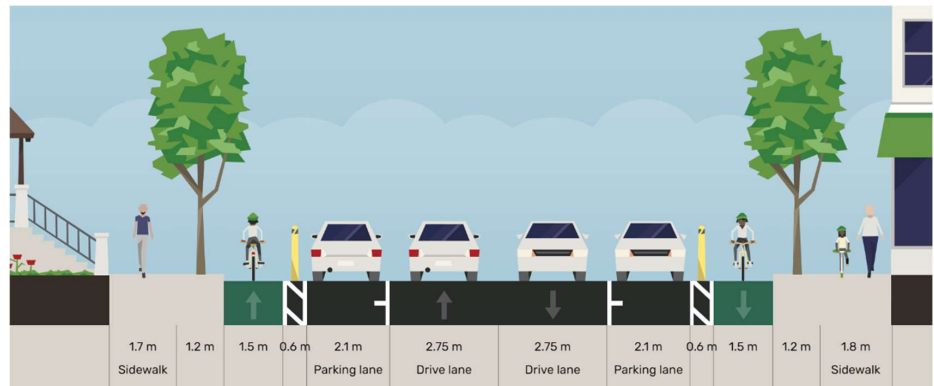 1.7 m 1.2 m 1.5 m 0.6 m 2.1 m 2.75 m 2.75 m 2.1 m 0.6 m 1.5 m 1.2 m 1.8 m
Sidewalk Parking lane Drive lane Drive lane Parking lane Sidewalk